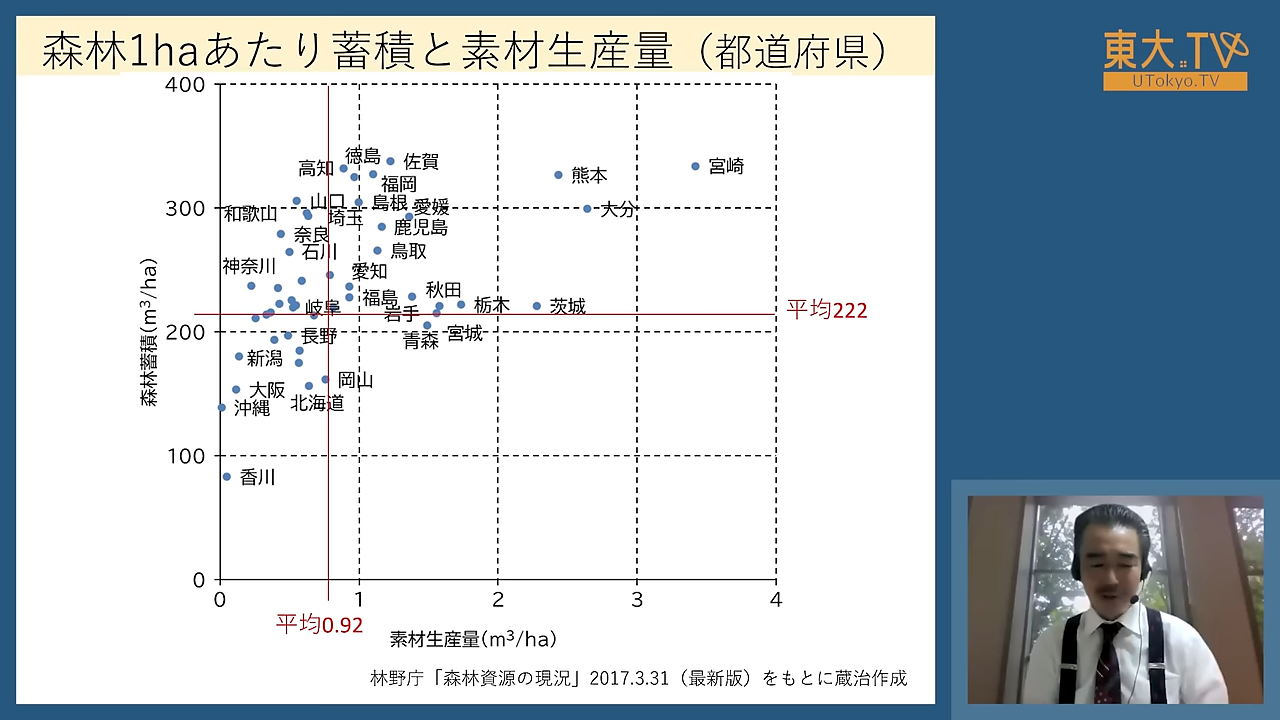 森林1haあたり蓄積と素材生産量（都道府県）
東大.TV
UTokyo.TV
400
徳島
佐賀
高知
福岡
熊本
宮崎
山口
島根
愛媛
300
和歌山
埼玉
大分
奈良
鹿児島
石川
鳥取
神奈川
愛知
秋田
福島
岐阜
岩手
栃木
茨城
平均222
200
長野
青森
宮城
新潟
岡山
大阪
北海道
沖縄
100
香川
0
0
1
2
3
4
平均0.92
森林蓄積(m³/ha)
素材生産量(m³/ha)
林野庁「森林資源の現況」2017.3.31（最新版）をもとに蔵治作成